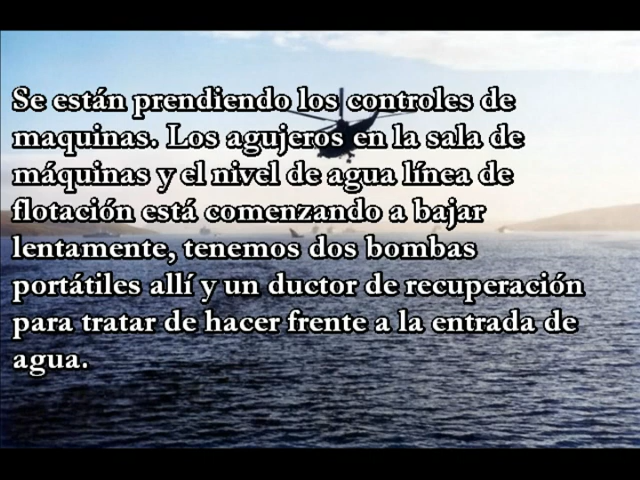 Se están prendiendo los controles de
maquinas. Los agujeros en la sala de
máquinas y el nivel de agua línea de
flotación está comenzando a bajar
lentamente, tenemos dos bombas
portátiles allí y un ductor de recuperación
para tratar de hacer frente a la entrada de
agua.